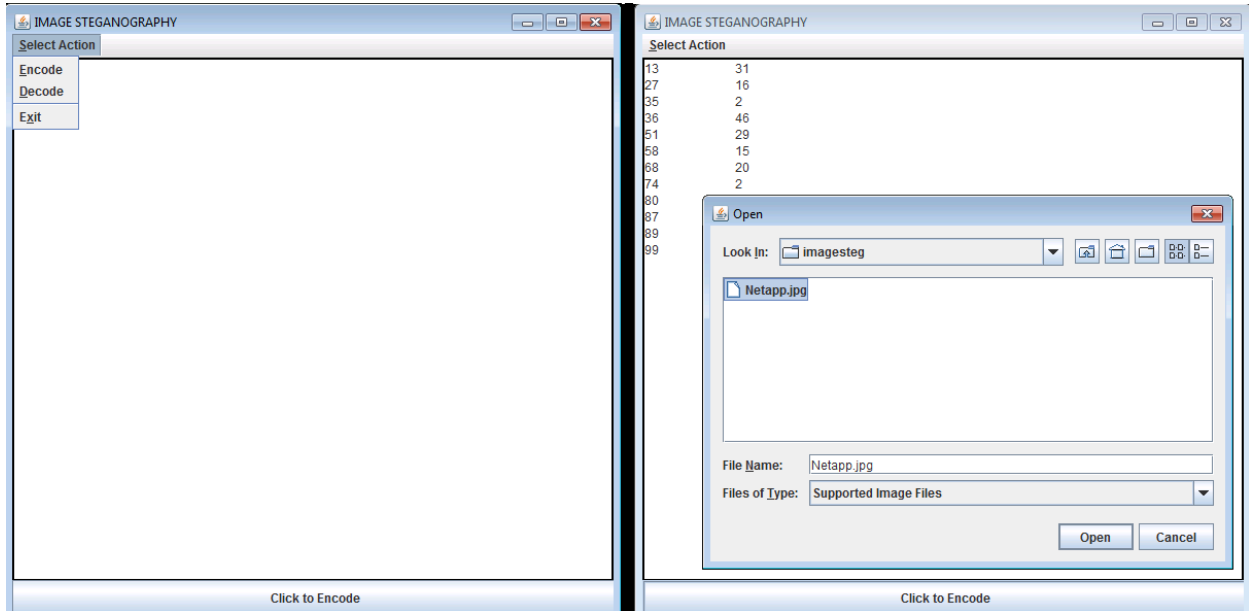 IMAGE STEGANOGRAPHY
Select Action
Encode
Decode
Exit
Click to Encode
IMAGE STEGANOGRAPHY
Select Action
13 31
27 16
35 2
36 46
51 29
58 15
68 20
74 2
80
87
89
99
Open
Look In: imagesteg
Netapp.jpg
File Name: Netapp.jpg
Files of Type: Supported Image Files
Open Cancel
Click to Encode